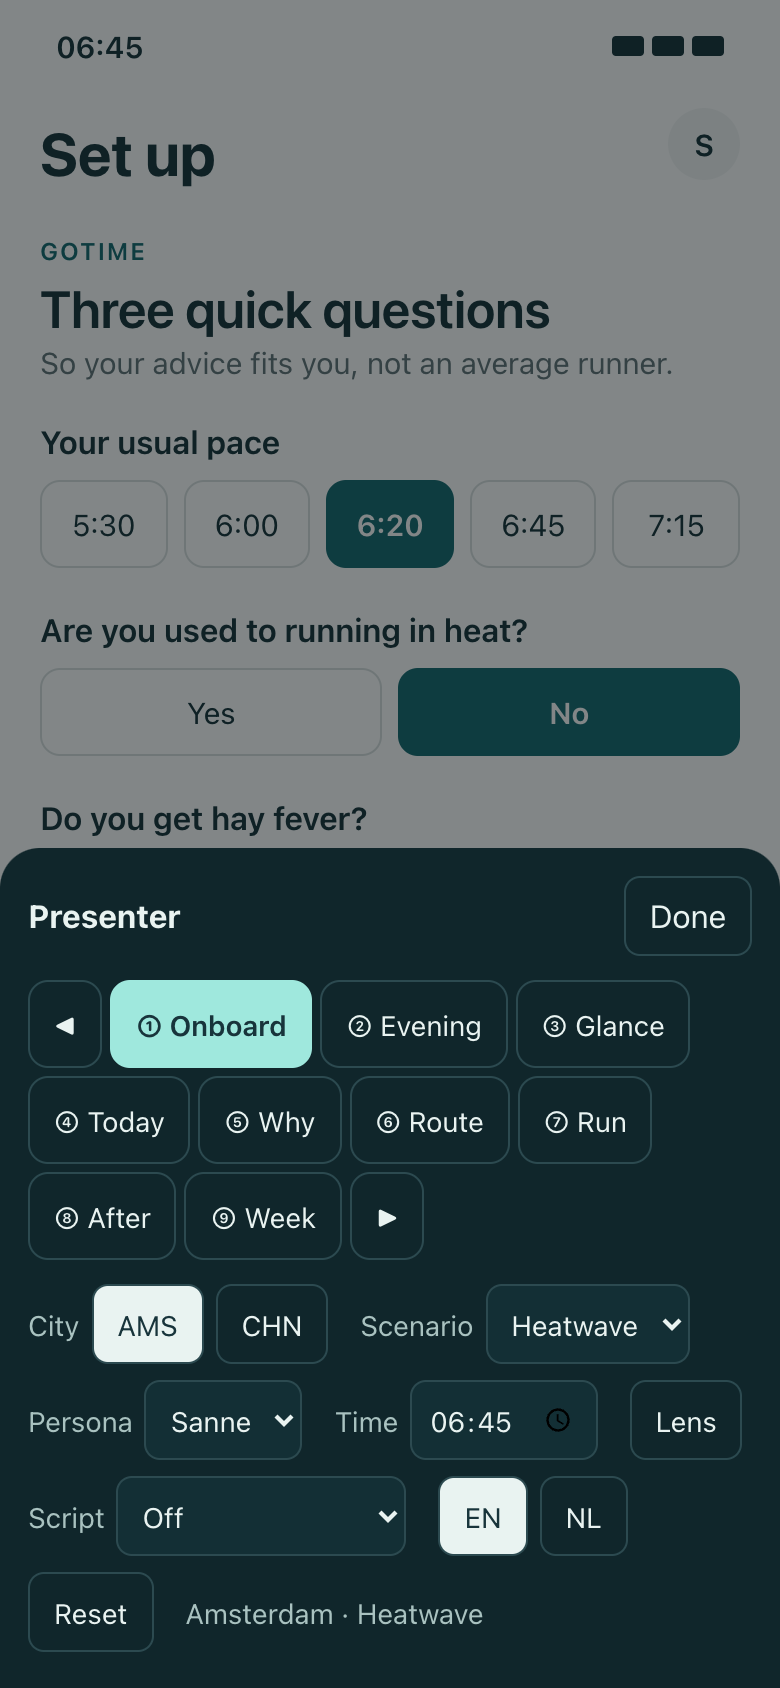 06:45
Set up
S
GOTIME
Three quick questions
So your advice fits you, not an average runner.
Your usual pace
5:30 6:00 6:20 6:45 7:15
Are you used to running in heat?
Yes No
Do you get hay fever?
Presenter Done
◀ ① Onboard ② Evening ③ Glance
④ Today ⑤ Why ⑥ Route ⑦ Run
⑧ After ⑨ Week ▶
City AMS CHN Scenario Heatwave
Persona Sanne Time 06:45 Lens
Script Off EN NL
Reset Amsterdam · Heatwave